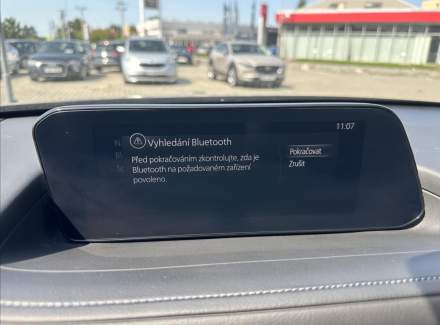 11:07
Vyhledání Bluetooth
Před pokračováním zkontrolujte, zda je
Bluetooth na požadovaném zařízení
povoleno.
Pokračovat
Zrušit